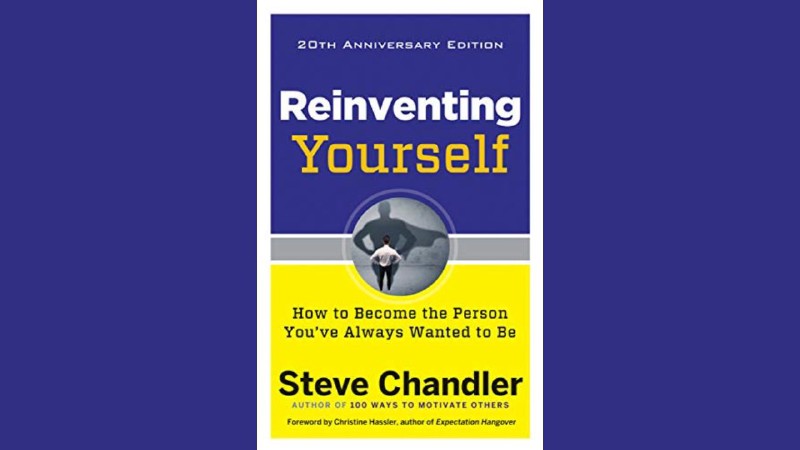 20TH ANNIVERSARY EDITION
Reinventing
Yourself
How to Become the Person
You've Always Wanted to Be
Steve Chandler
AUTHOR OF 100 WAYS TO MOTIVATE OTHERS
Foreword by Christine Hassler, author of Expectation Hangover